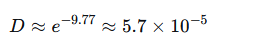 D ≈ e⁻⁹·⁷⁷ ≈ 5.7 × 10⁻⁵